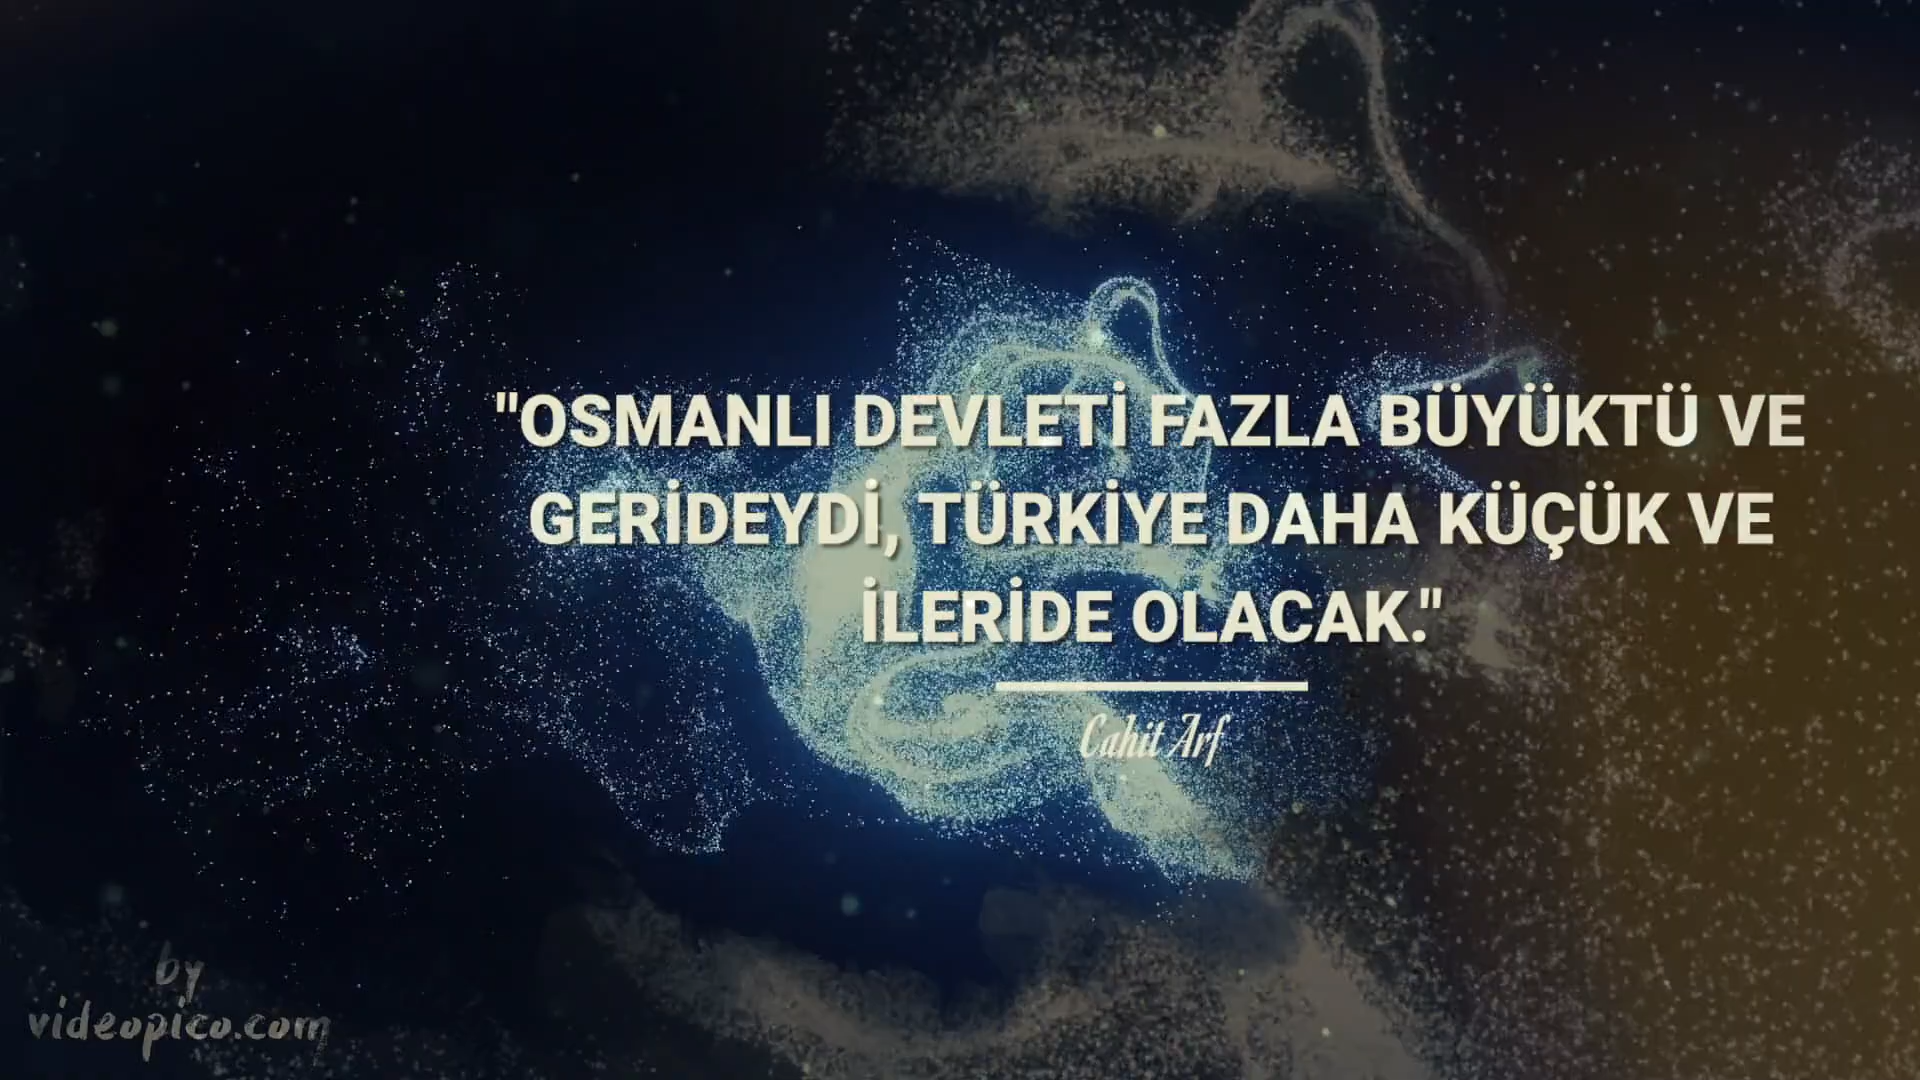 "OSMANLI DEVLETİ FAZLA BÜYÜKTÜ VE
GERİDEYDİ, TÜRKİYE DAHA KÜÇÜK VE
İLERİDE OLACAK."
Cahit Arf
by
videopico.com